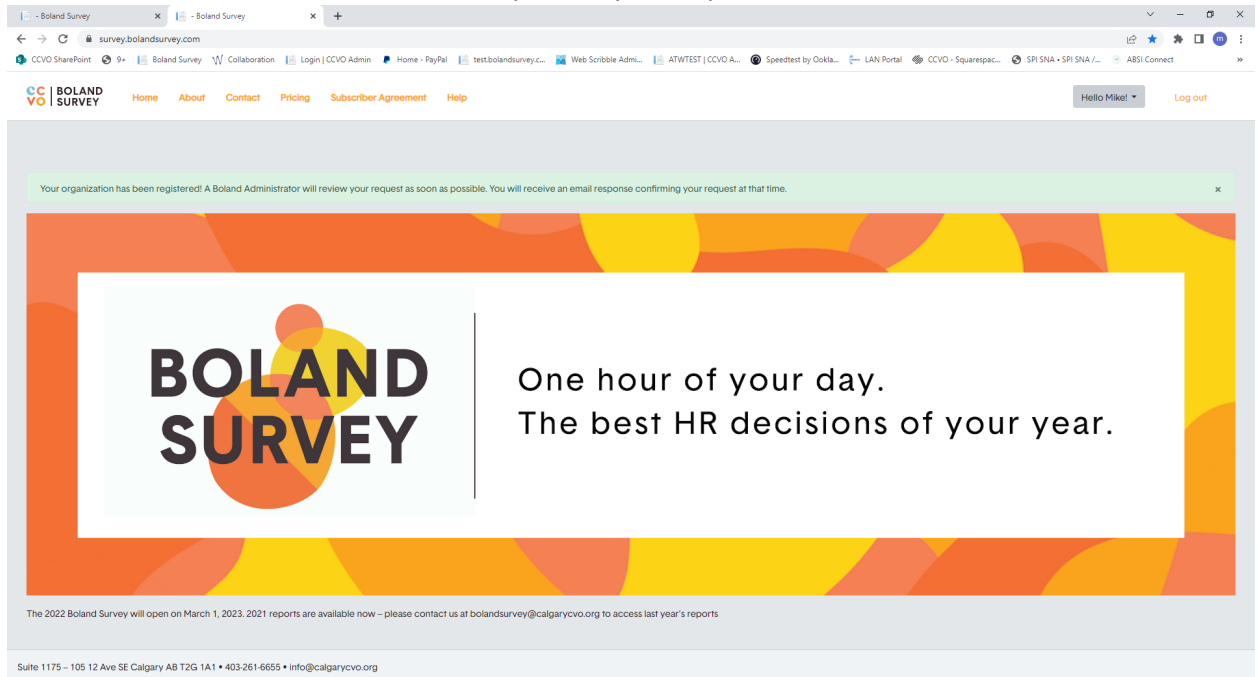 - Boland Survey
- Boland Survey
survey.bolandsurvey.com
m
CCVO SharePoint 9+ Boland Survey Collaboration Login | CCVO Admin Home - PayPal test.bolandsurvey.c... Web Scribble Admi... ATWTEST | CCVO A... Speedtest by Ookla... LAN Portal CCVO - Squarespac... SPI SNA • SPI SNA /... ABSI Connect »
CC VO | BOLAND SURVEY Home About Contact Pricing Subscriber Agreement Help Hello Mike! Log out
Your organization has been registered! A Boland Administrator will review your request as soon as possible. You will receive an email response confirming your request at that time. ×
BOLAND
SURVEY
One hour of your day.
The best HR decisions of your year.
The 2022 Boland Survey will open on March 1, 2023. 2021 reports are available now – please contact us at bolandsurvey@calgarycvo.org to access last year's reports
Suite 1175 – 105 12 Ave SE Calgary AB T2G 1A1 • 403-261-6655 • info@calgarycvo.org